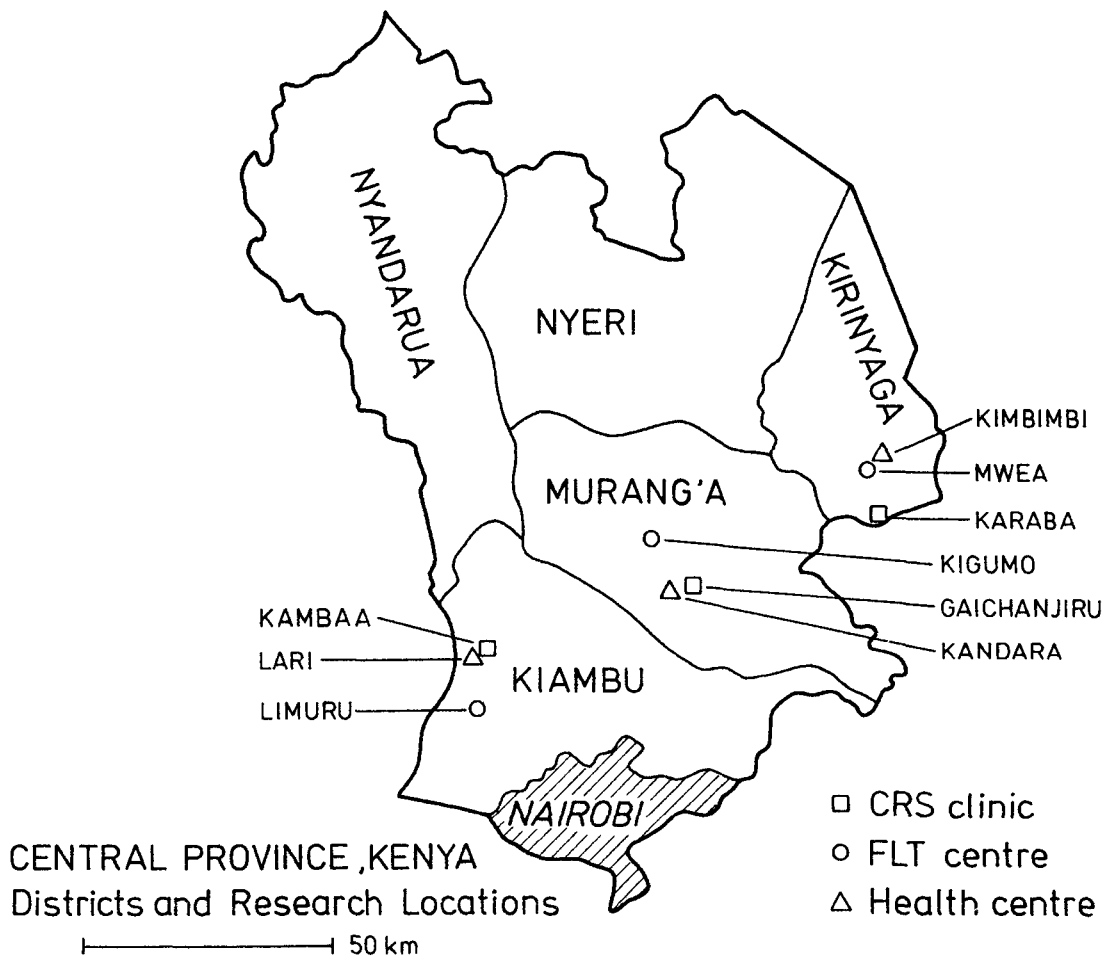 NYANDARUA
NYERI
KIRINYAGA
KIMBIMBI
MWEA
MURANG'A
KARABA
KIGUMO
GAICHANJIRU
KANDARA
KAMBAA
LARI
KIAMBU
LIMURU
NAIROBI
CRS clinic
FLT centre
Health centre
CENTRAL PROVINCE, KENYA
Districts and Research Locations
50 km